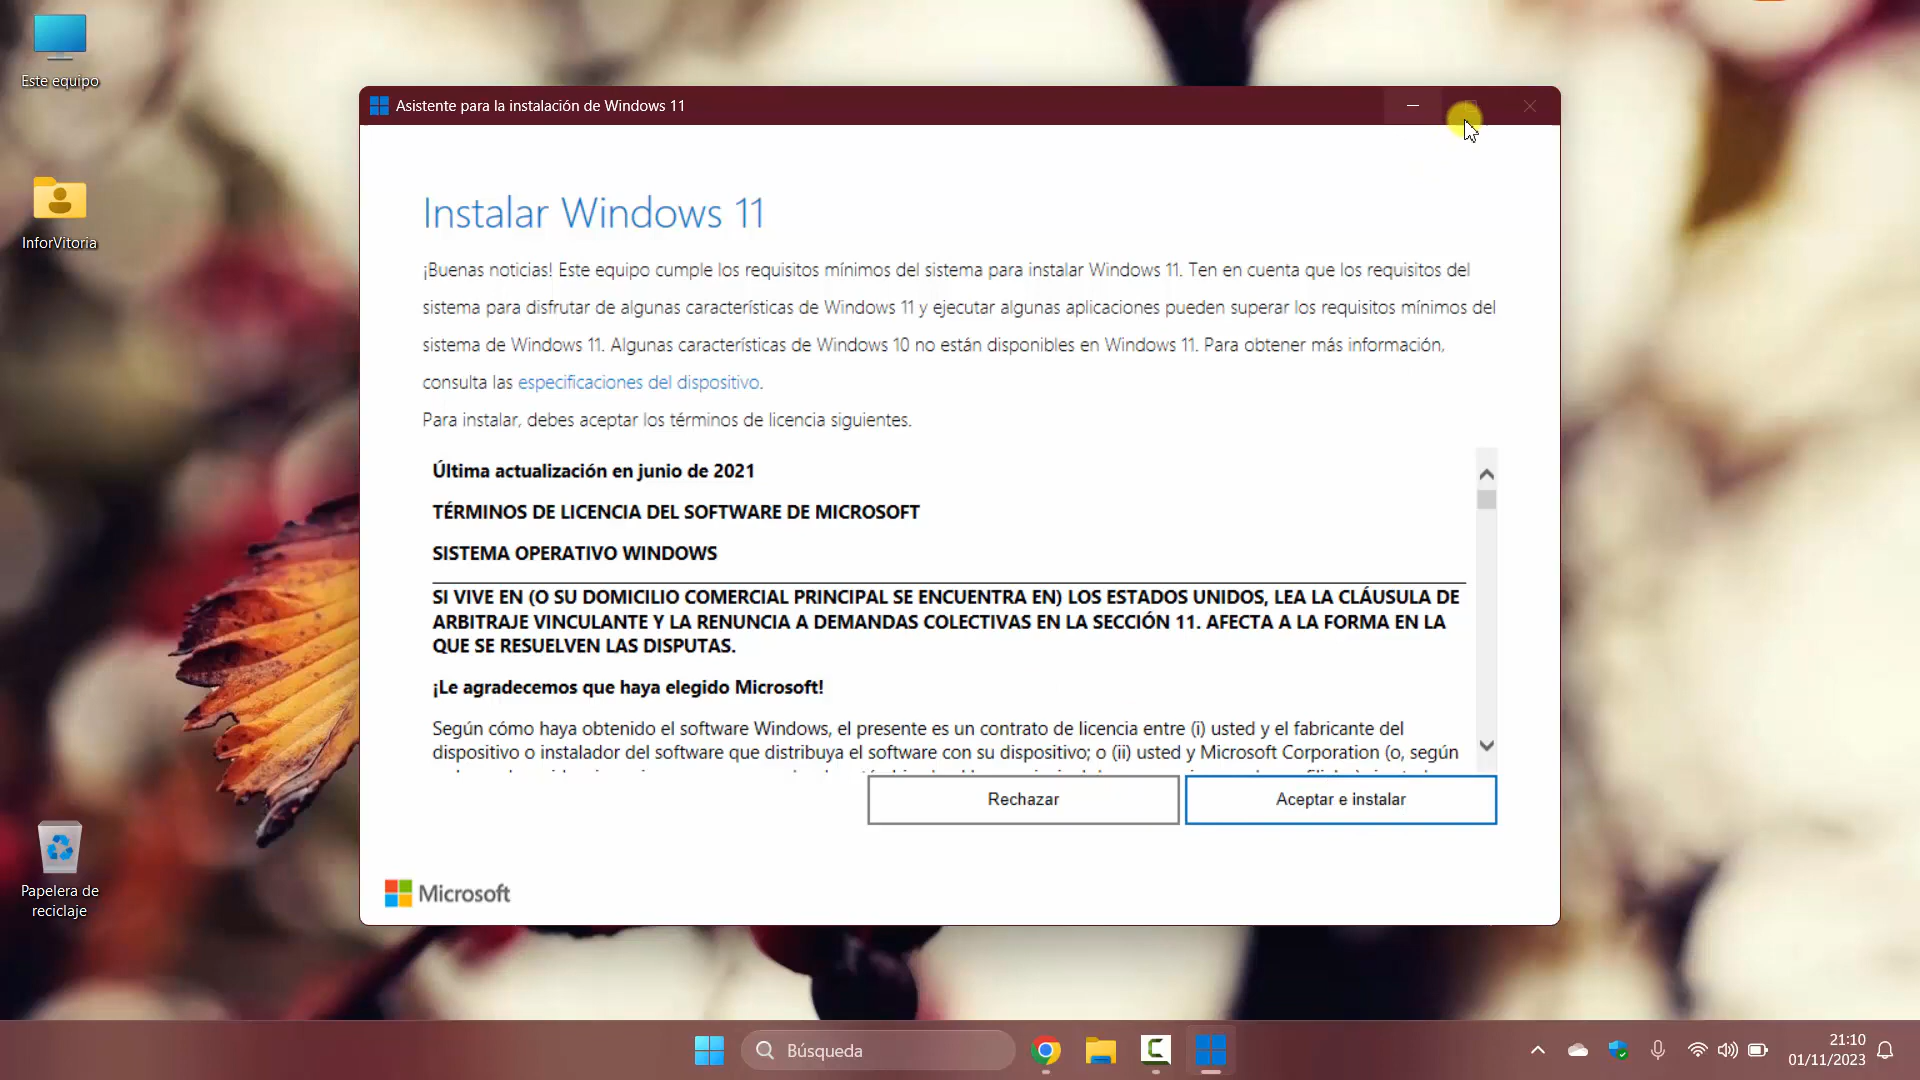 Este equipo
InforVitoria
Papelera de
reciclaje
Asistente para la instalación de Windows 11
Instalar Windows 11
¡Buenas noticias! Este equipo cumple los requisitos mínimos del sistema para instalar Windows 11. Ten en cuenta que los requisitos del
sistema para disfrutar de algunas características de Windows 11 y ejecutar algunas aplicaciones pueden superar los requisitos mínimos del
sistema de Windows 11. Algunas características de Windows 10 no están disponibles en Windows 11. Para obtener más información,
consulta las especificaciones del dispositivo.
Para instalar, debes aceptar los términos de licencia siguientes.
Última actualización en junio de 2021
TÉRMINOS DE LICENCIA DEL SOFTWARE DE MICROSOFT
SISTEMA OPERATIVO WINDOWS
SI VIVE EN (O SU DOMICILIO COMERCIAL PRINCIPAL SE ENCUENTRA EN) LOS ESTADOS UNIDOS, LEA LA CLÁUSULA DE
ARBITRAJE VINCULANTE Y LA RENUNCIA A DEMANDAS COLECTIVAS EN LA SECCIÓN 11. AFECTA A LA FORMA EN LA
QUE SE RESUELVEN LAS DISPUTAS.
¡Le agradecemos que haya elegido Microsoft!
Según cómo haya obtenido el software Windows, el presente es un contrato de licencia entre (i) usted y el fabricante del
dispositivo o instalador del software que distribuya el software con su dispositivo; o (ii) usted y Microsoft Corporation (o, según
Rechazar
Aceptar e instalar
Microsoft
Búsqueda
21:10
01/11/2023